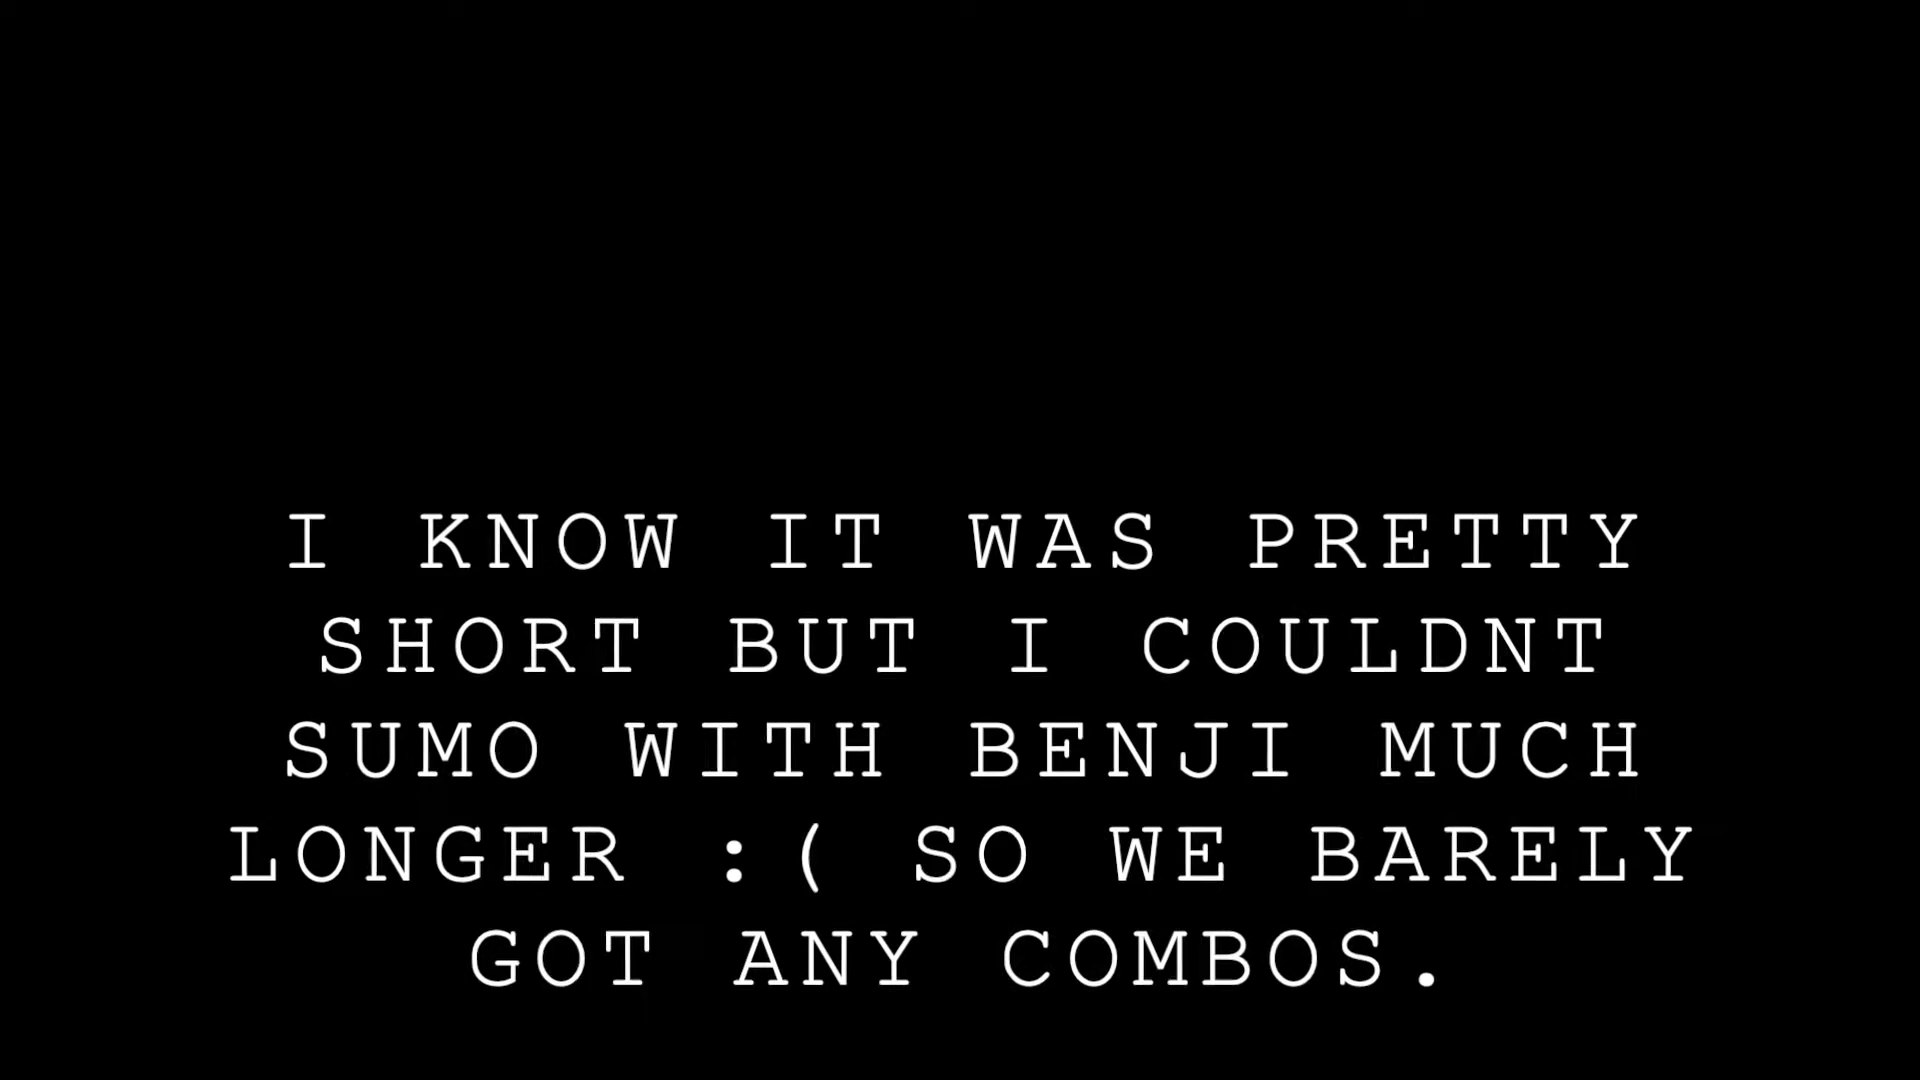 I KNOW IT WAS PRETTY
SHORT BUT I COULDNT
SUMO WITH BENJI MUCH
LONGER :( SO WE BARELY
GOT ANY COMBOS.